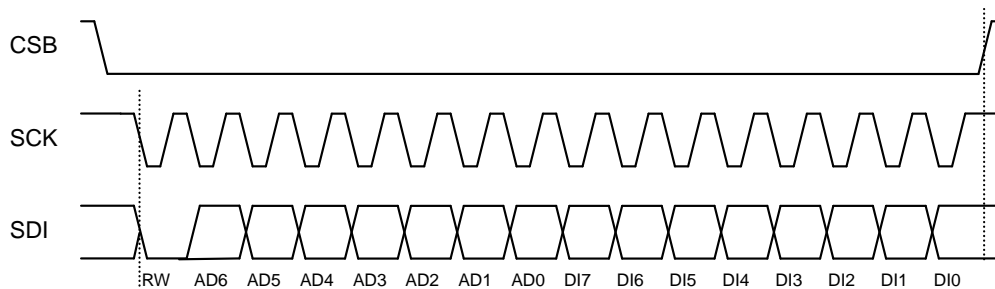 CSB
SCK
SDI
RW AD6 AD5 AD4 AD3 AD2 AD1 AD0 DI7 DI6 DI5 DI4 DI3 DI2 DI1 DI0